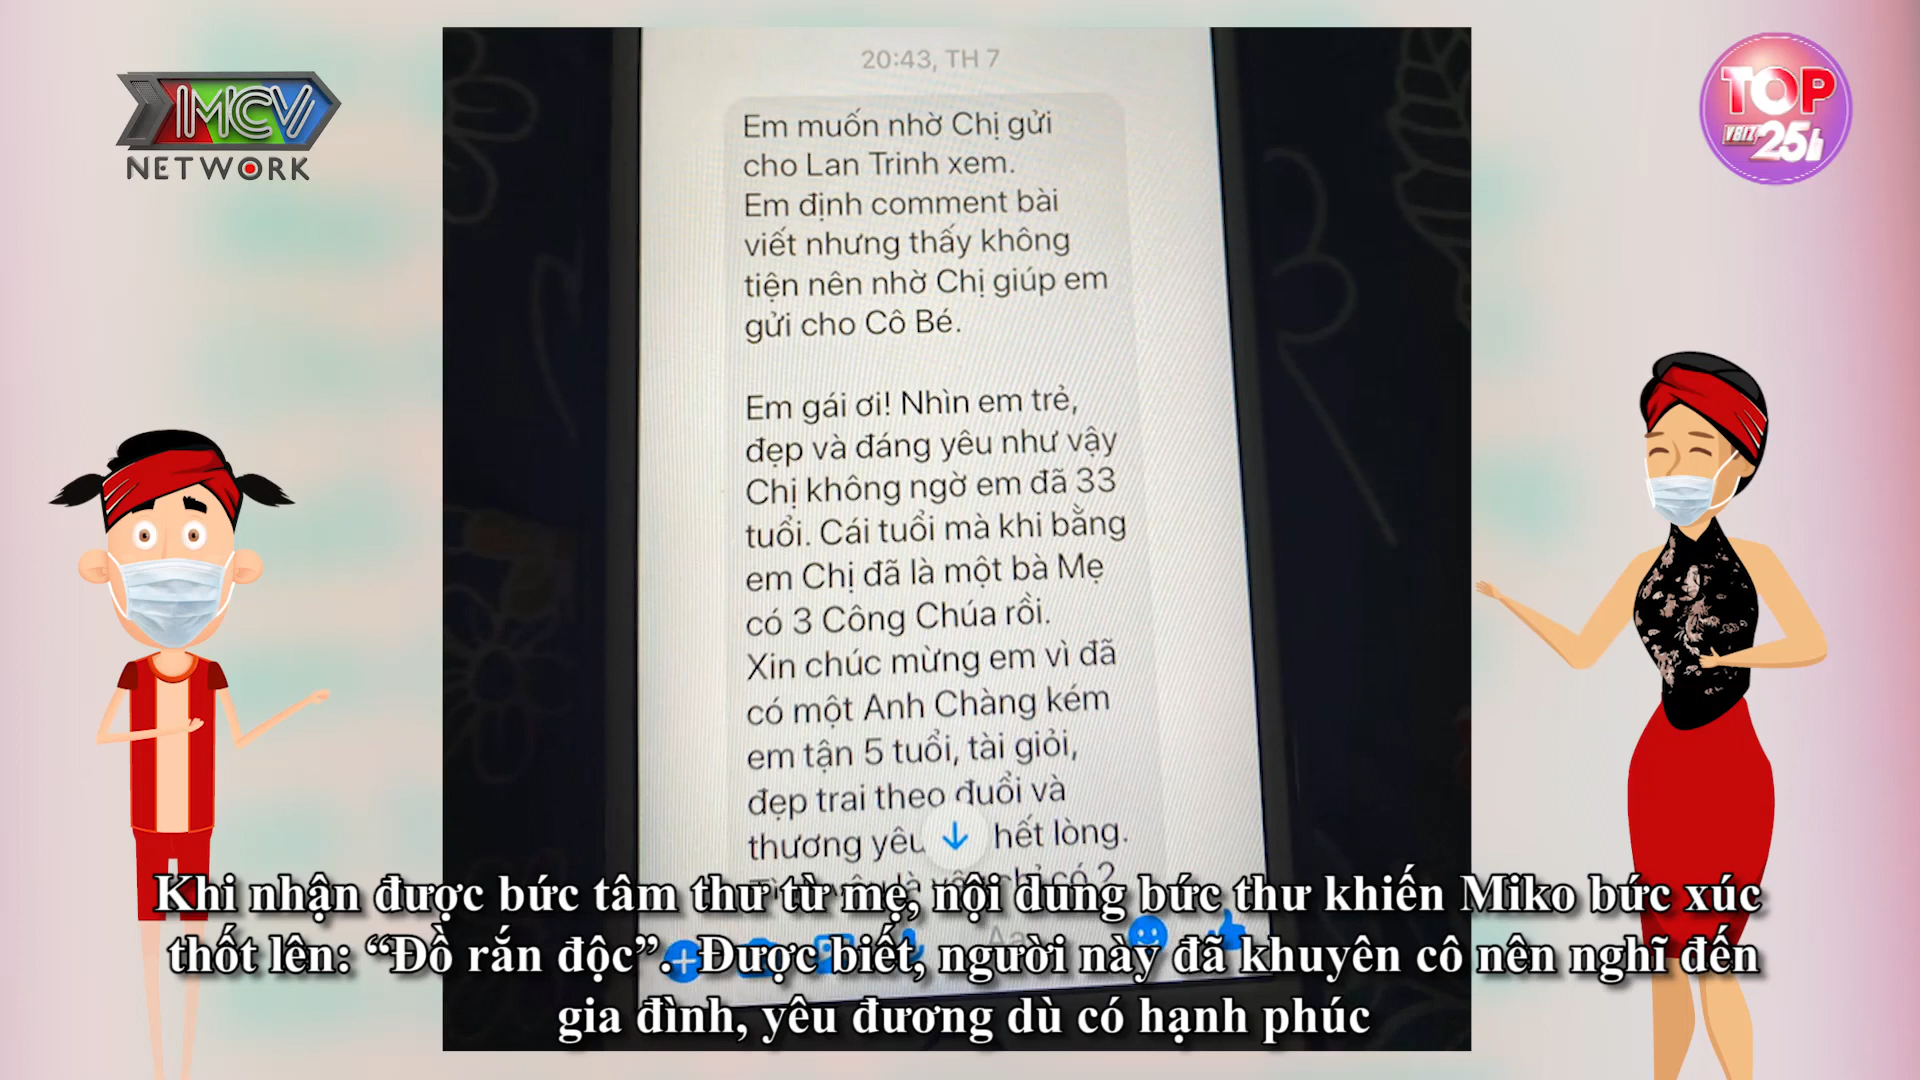 MCV
NETWORK
TOP
VBIZ 25h
20:43, TH 7
Em muốn nhờ Chị gửi
cho Lan Trinh xem.
Em định comment bài
viết nhưng thấy không
tiện nên nhờ Chị giúp em
gửi cho Cô Bé.
Em gái ơi! Nhìn em trẻ,
đẹp và đáng yêu như vậy
Chị không ngờ em đã 33
tuổi. Cái tuổi mà khi bằng
em Chị đã là một bà Mẹ
có 3 Công Chúa rồi.
Xin chúc mừng em vì đã
có một Anh Chàng kém
em tận 5 tuổi, tài giỏi,
đẹp trai theo đuổi và
thương yêu hết lòng.
có 2
Aa
Khi nhận được bức tâm thư từ mẹ, nội dung bức thư khiến Miko bức xúc
thốt lên: “Đồ rắn độc”. Được biết, người này đã khuyên cô nên nghĩ đến
gia đình, yêu đương dù có hạnh phúc